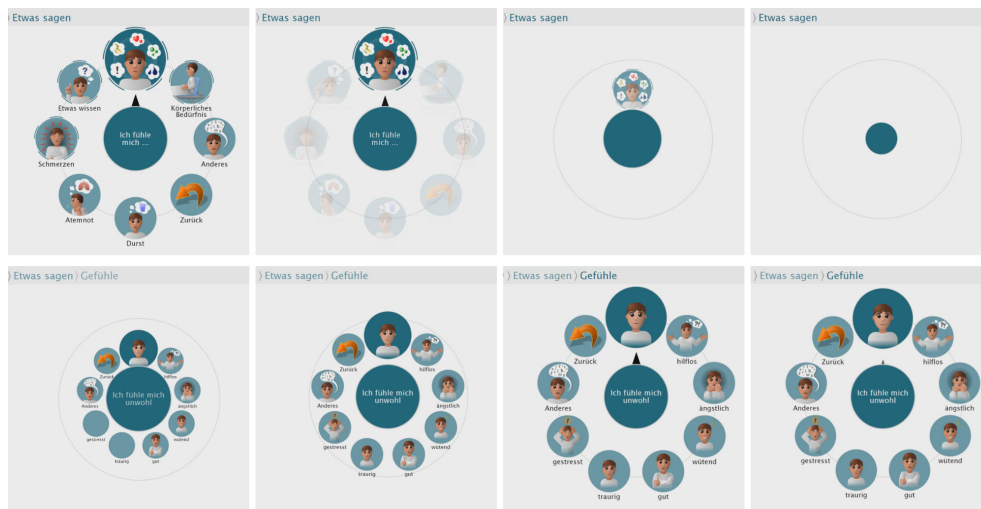 ⟩ Etwas sagen
Ich fühle
mich ...
Etwas wissen
Körperliches
Bedürfnis
Schmerzen
Anderes
Atemnot
Zurück
Durst
⟩ Etwas sagen
Ich fühle
mich ...
⟩ Etwas sagen
⟩ Etwas sagen
⟩ Etwas sagen ⟩ Gefühle
Zurück
hilflos
Ich fühle mich
unwohl
Anderes
ängstlich
gestresst
wütend
traurig
gut
⟩ Etwas sagen ⟩ Gefühle
Zurück
hilflos
Ich fühle mich
unwohl
Anderes
ängstlich
gestresst
wütend
traurig
gut
⟩ Etwas sagen ⟩ Gefühle
Zurück
hilflos
Ich fühle mich
unwohl
Anderes
ängstlich
gestresst
wütend
traurig
gut
⟩ Etwas sagen ⟩ Gefühle
Zurück
hilflos
Ich fühle mich
unwohl
Anderes
ängstlich
gestresst
wütend
traurig
gut